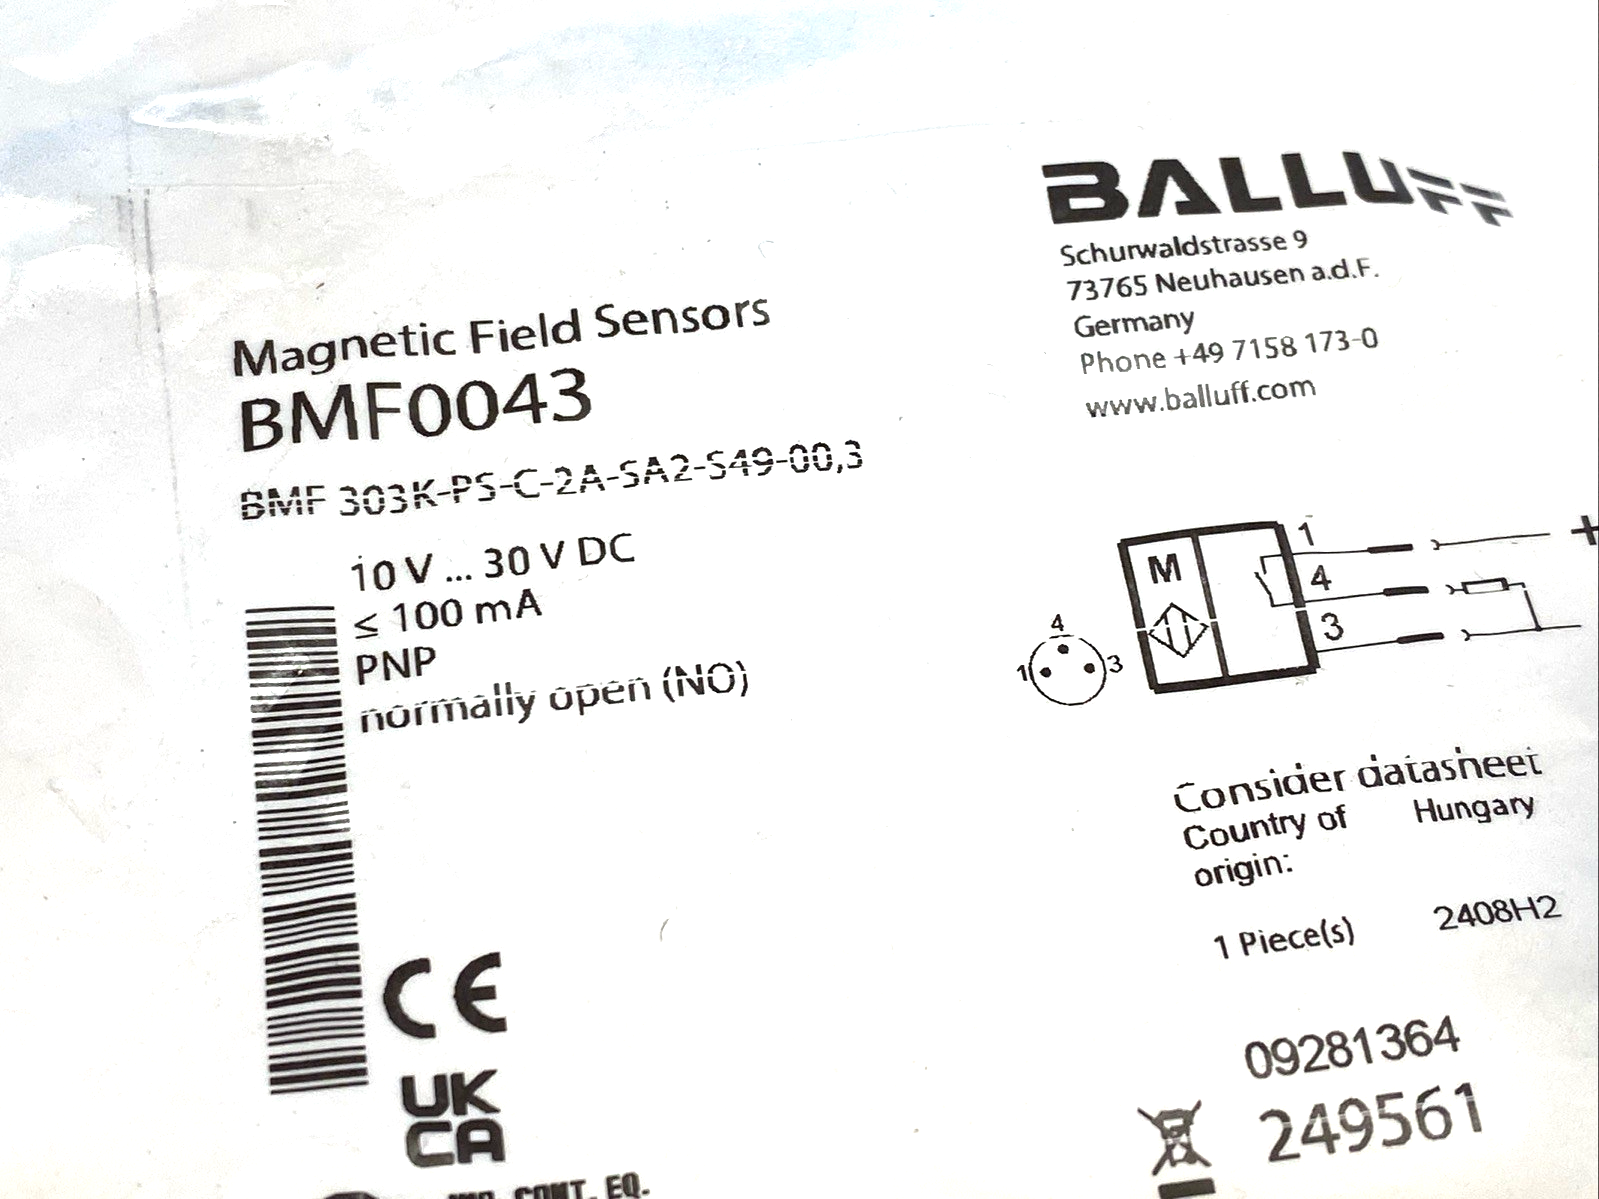 BALLUFF
Schurwaldstrasse 9
73765 Neuhausen a.d.F.
Germany
Phone +49 7158 173-0
www.balluff.com
Magnetic Field Sensors
BMF0043
BMF 303K-PS-C-2A-SA2-S49-00,3
10 V ... 30 V DC
≤ 100 mA
PNP
normally open (NO)
M
1
4
3
+
4
1
3
Consider datasheet
Country of origin:
Hungary
1 Piece(s)
2408H2
09281364
249561
CE
UK
CA
CONT. EQ.